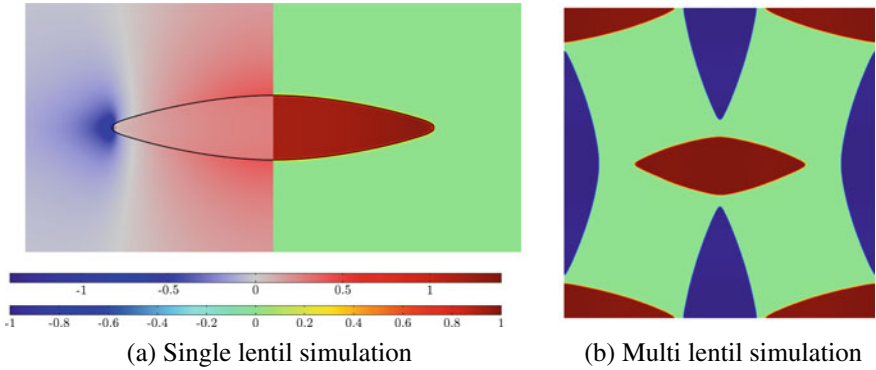 -1 -0.5 0 0.5 1
-1 -0.8 -0.6 -0.4 -0.2 0 0.2 0.4 0.6 0.8 1
(a) Single lentil simulation
(b) Multi lentil simulation